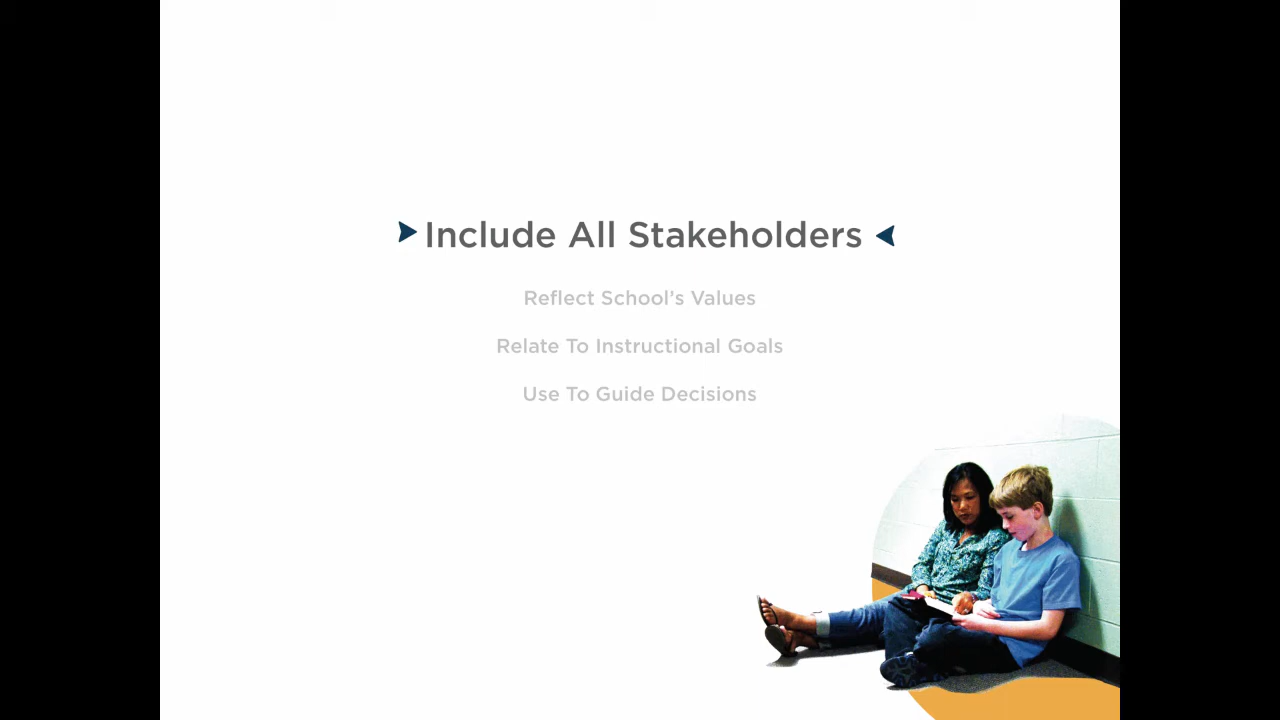 Include All Stakeholders
Reflect School’s Values
Relate To Instructional Goals
Use To Guide Decisions